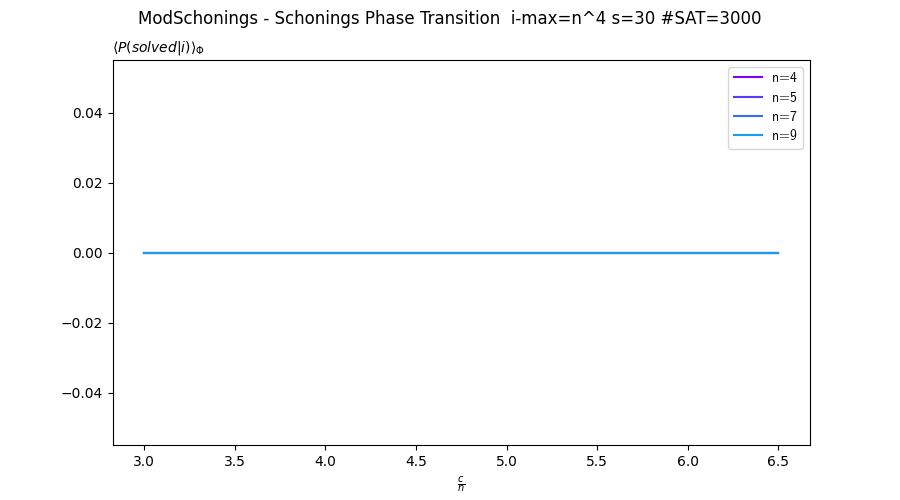 ModSchonings - Schonings Phase Transition  i-max=n^4 s=30 #SAT=3000
⟨P(solved|i)⟩Φ
n=4
n=5
n=7
n=9
0.04
0.02
0.00
−0.02
−0.04
3.0 3.5 4.0 4.5 5.0 5.5 6.0 6.5
c/n